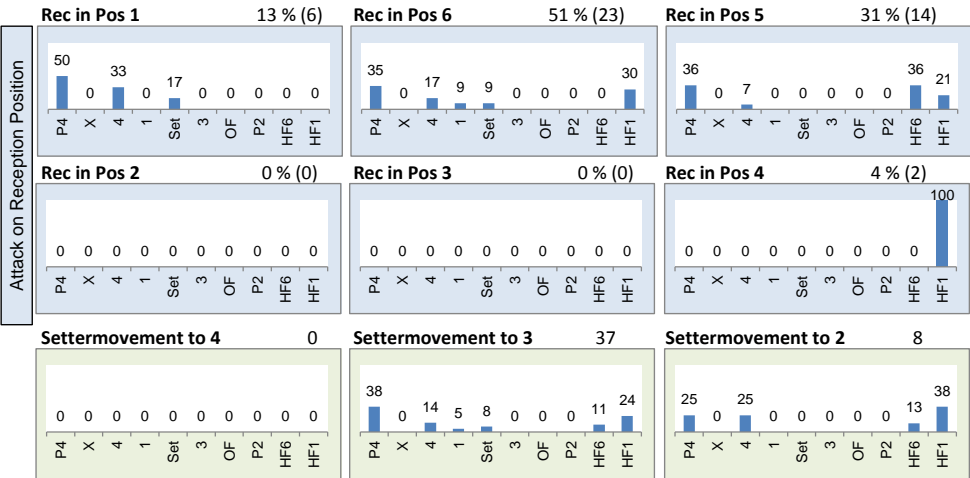 Attack on Reception Position
Rec in Pos 1 13 % (6)
50 0 33 0 17 0 0 0 0 0
P4 X 4 1 Set 3 OF P2 HF6 HF1
Rec in Pos 6 51 % (23)
35 0 17 9 9 0 0 0 0 30
P4 X 4 1 Set 3 OF P2 HF6 HF1
Rec in Pos 5 31 % (14)
36 0 7 0 0 0 0 0 36 21
P4 X 4 1 Set 3 OF P2 HF6 HF1
Rec in Pos 2 0 % (0)
0 0 0 0 0 0 0 0 0 0
P4 X 4 1 Set 3 OF P2 HF6 HF1
Rec in Pos 3 0 % (0)
0 0 0 0 0 0 0 0 0 0
P4 X 4 1 Set 3 OF P2 HF6 HF1
Rec in Pos 4 4 % (2)
0 0 0 0 0 0 0 0 0 100
P4 X 4 1 Set 3 OF P2 HF6 HF1
Settermovement to 4 0
0 0 0 0 0 0 0 0 0 0
P4 X 4 1 Set 3 OF P2 HF6 HF1
Settermovement to 3 37
38 0 14 5 8 0 0 0 11 24
P4 X 4 1 Set 3 OF P2 HF6 HF1
Settermovement to 2 8
25 0 25 0 0 0 0 0 13 38
P4 X 4 1 Set 3 OF P2 HF6 HF1